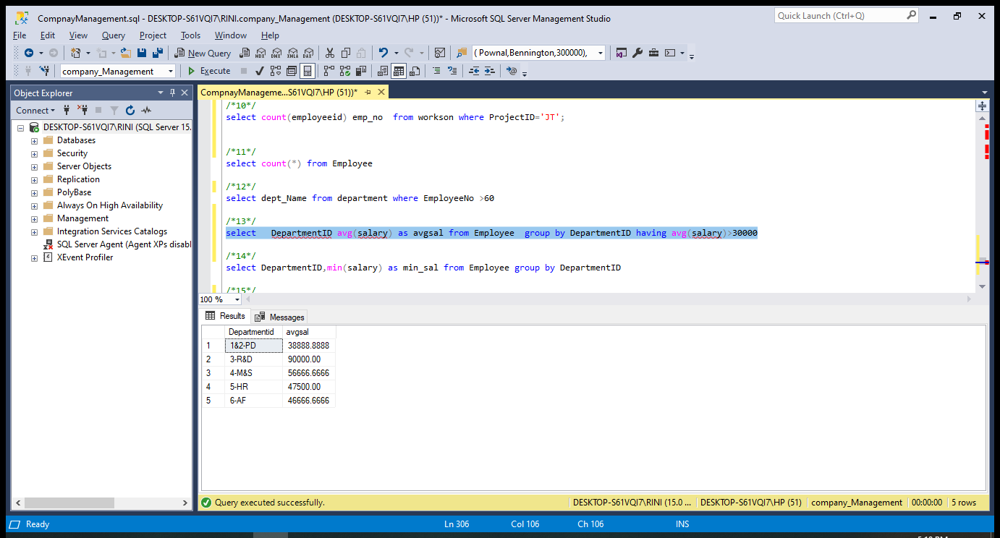 CompnayManagement.sql - DESKTOP-S61VQI7\RINI.company_Management (DESKTOP-S61VQI7\HP (51))* - Microsoft SQL Server Management Studio
Quick Launch (Ctrl+Q)
File Edit View Query Project Tools Window Help
New Query MDX DMX XMLA DAX ( Pownal,Bennington,300000),
company_Management Execute
Object Explorer
CompnayManageme...S61VQI7\HP (51))*
Connect
DESKTOP-S61VQI7\RINI (SQL Server 15.
Databases
Security
Server Objects
Replication
PolyBase
Always On High Availability
Management
Integration Services Catalogs
SQL Server Agent (Agent XPs disabl
XEvent Profiler
/*10*/
select count(employeeid) emp_no  from workson where ProjectID='JT';
/*11*/
select count(*) from Employee
/*12*/
select dept_Name from department where EmployeeNo >60
/*13*/
select   DepartmentID avg(salary) as avgsal from Employee  group by DepartmentID having avg(salary)>30000
/*14*/
select DepartmentID,min(salary) as min_sal from Employee group by DepartmentID
/*15*/
100 %
Results Messages
Departmentid avgsal
1 1&2-PD 38888.8888
2 3-R&D 90000.00
3 4-M&S 56666.6666
4 5-HR 47500.00
5 6-AF 46666.6666
Query executed successfully. DESKTOP-S61VQI7\RINI (15.0 ... DESKTOP-S61VQI7\HP (51) company_Management 00:00:00 5 rows
Ready Ln 306 Col 106 Ch 106 INS